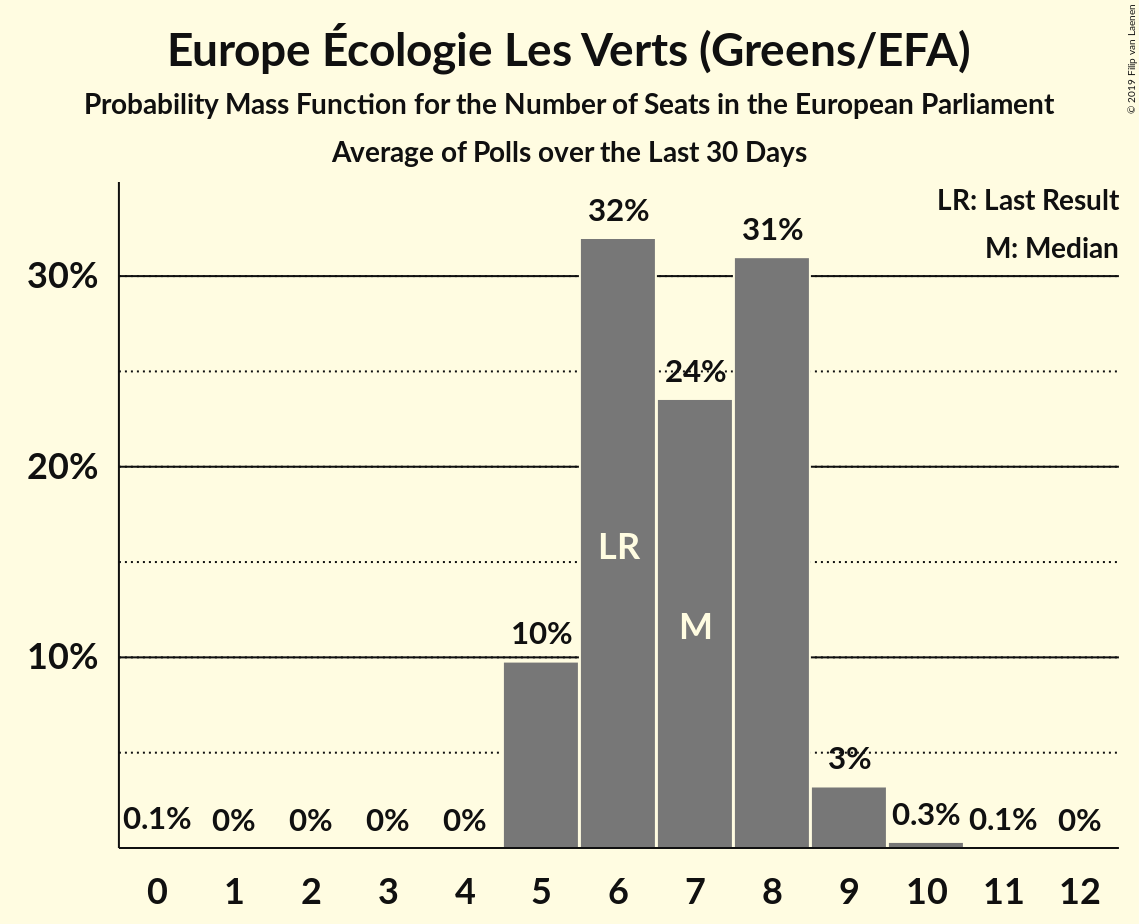 Europe Écologie Les Verts (Greens/EFA)
Probability Mass Function for the Number of Seats in the European Parliament
Average of Polls over the Last 30 Days
© 2019 Filip van Laenen
LR: Last Result
M: Median
30%
20%
10%
0.1%
0%
0%
0%
0%
10%
32%
24%
31%
3%
0.3%
0.1%
0%
LR
M
0 1 2 3 4 5 6 7 8 9 10 11 12